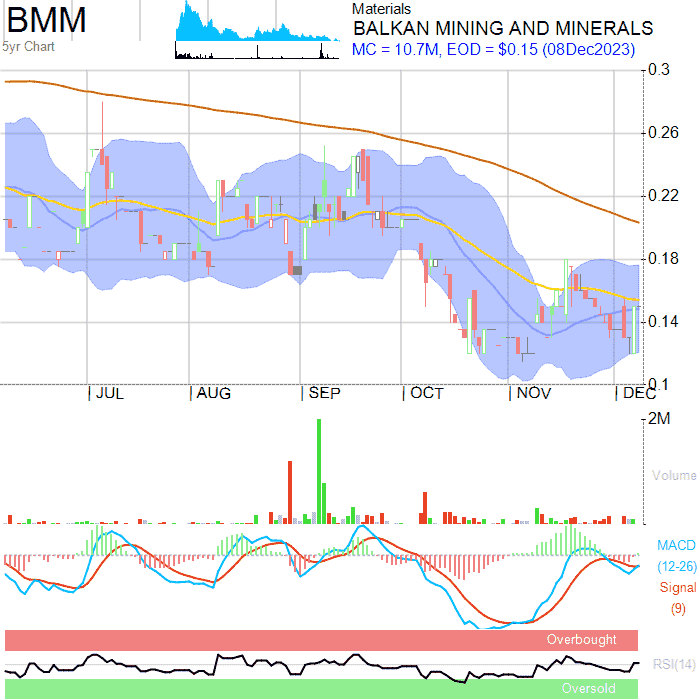 BMM
5yr Chart
Materials
BALKAN MINING AND MINERALS
MC = 10.7M, EOD = $0.15 (08Dec2023)
0.3
0.26
0.22
0.18
0.14
0.1
JUL
AUG
SEP
OCT
NOV
DEC
2M
Volume
MACD
(12-26)
Signal
(9)
Overbought
RSI(14)
Oversold